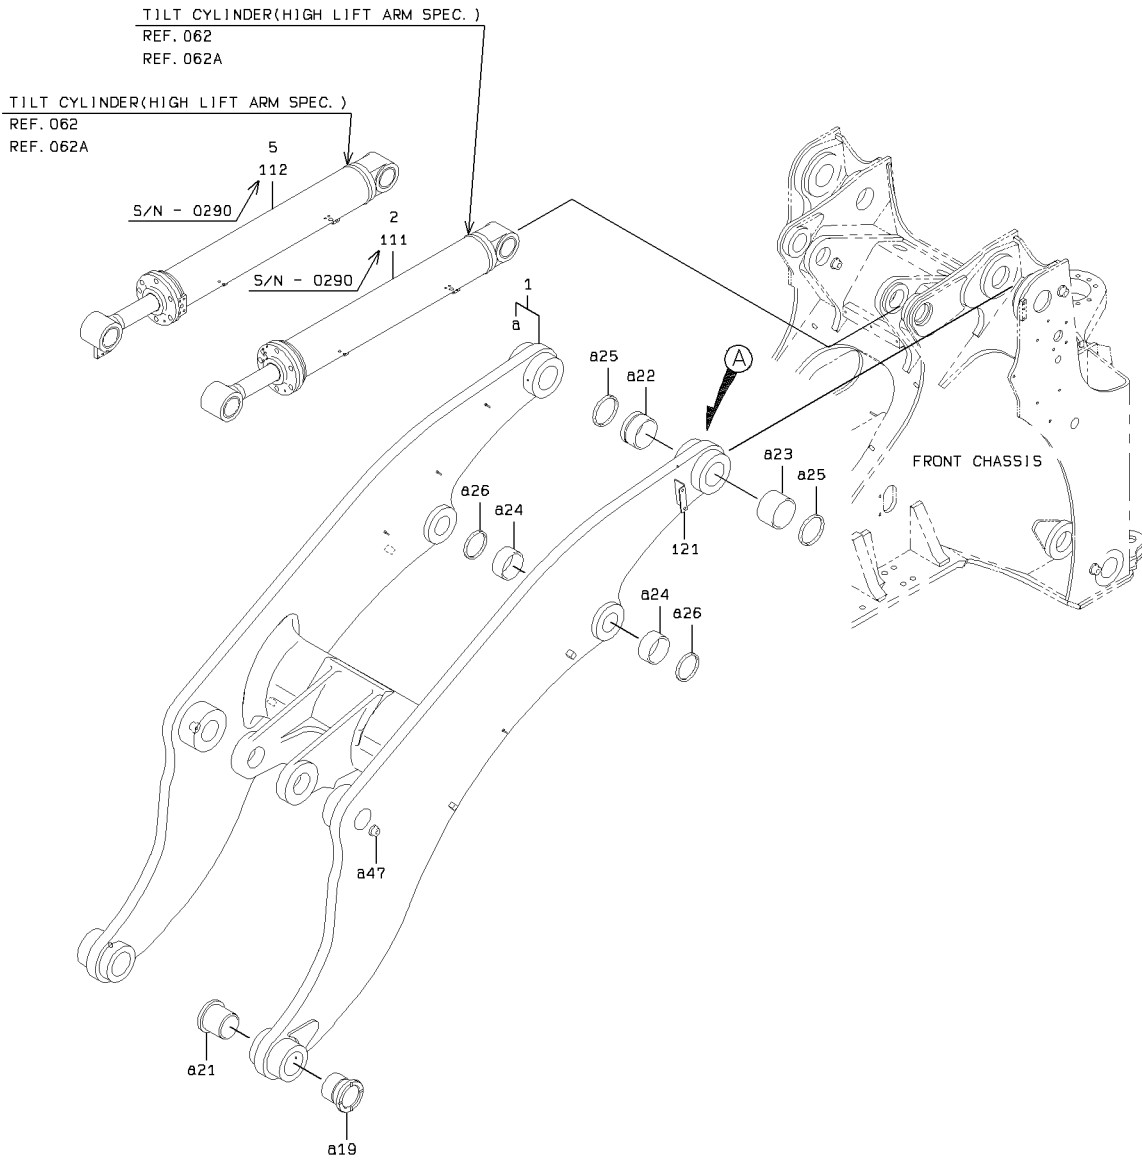 TILT CYLINDER(HIGH LIFT ARM SPEC.)
REF. 062
REF. 062A
TILT CYLINDER(HIGH LIFT ARM SPEC.)
REF. 062
REF. 062A
5
112
S/N - 0290
2
111
S/N - 0290
1
a
a25
a22
A
a23
a25
FRONT CHASSIS
a26
a24
121
a24
a26
a47
a21
a19